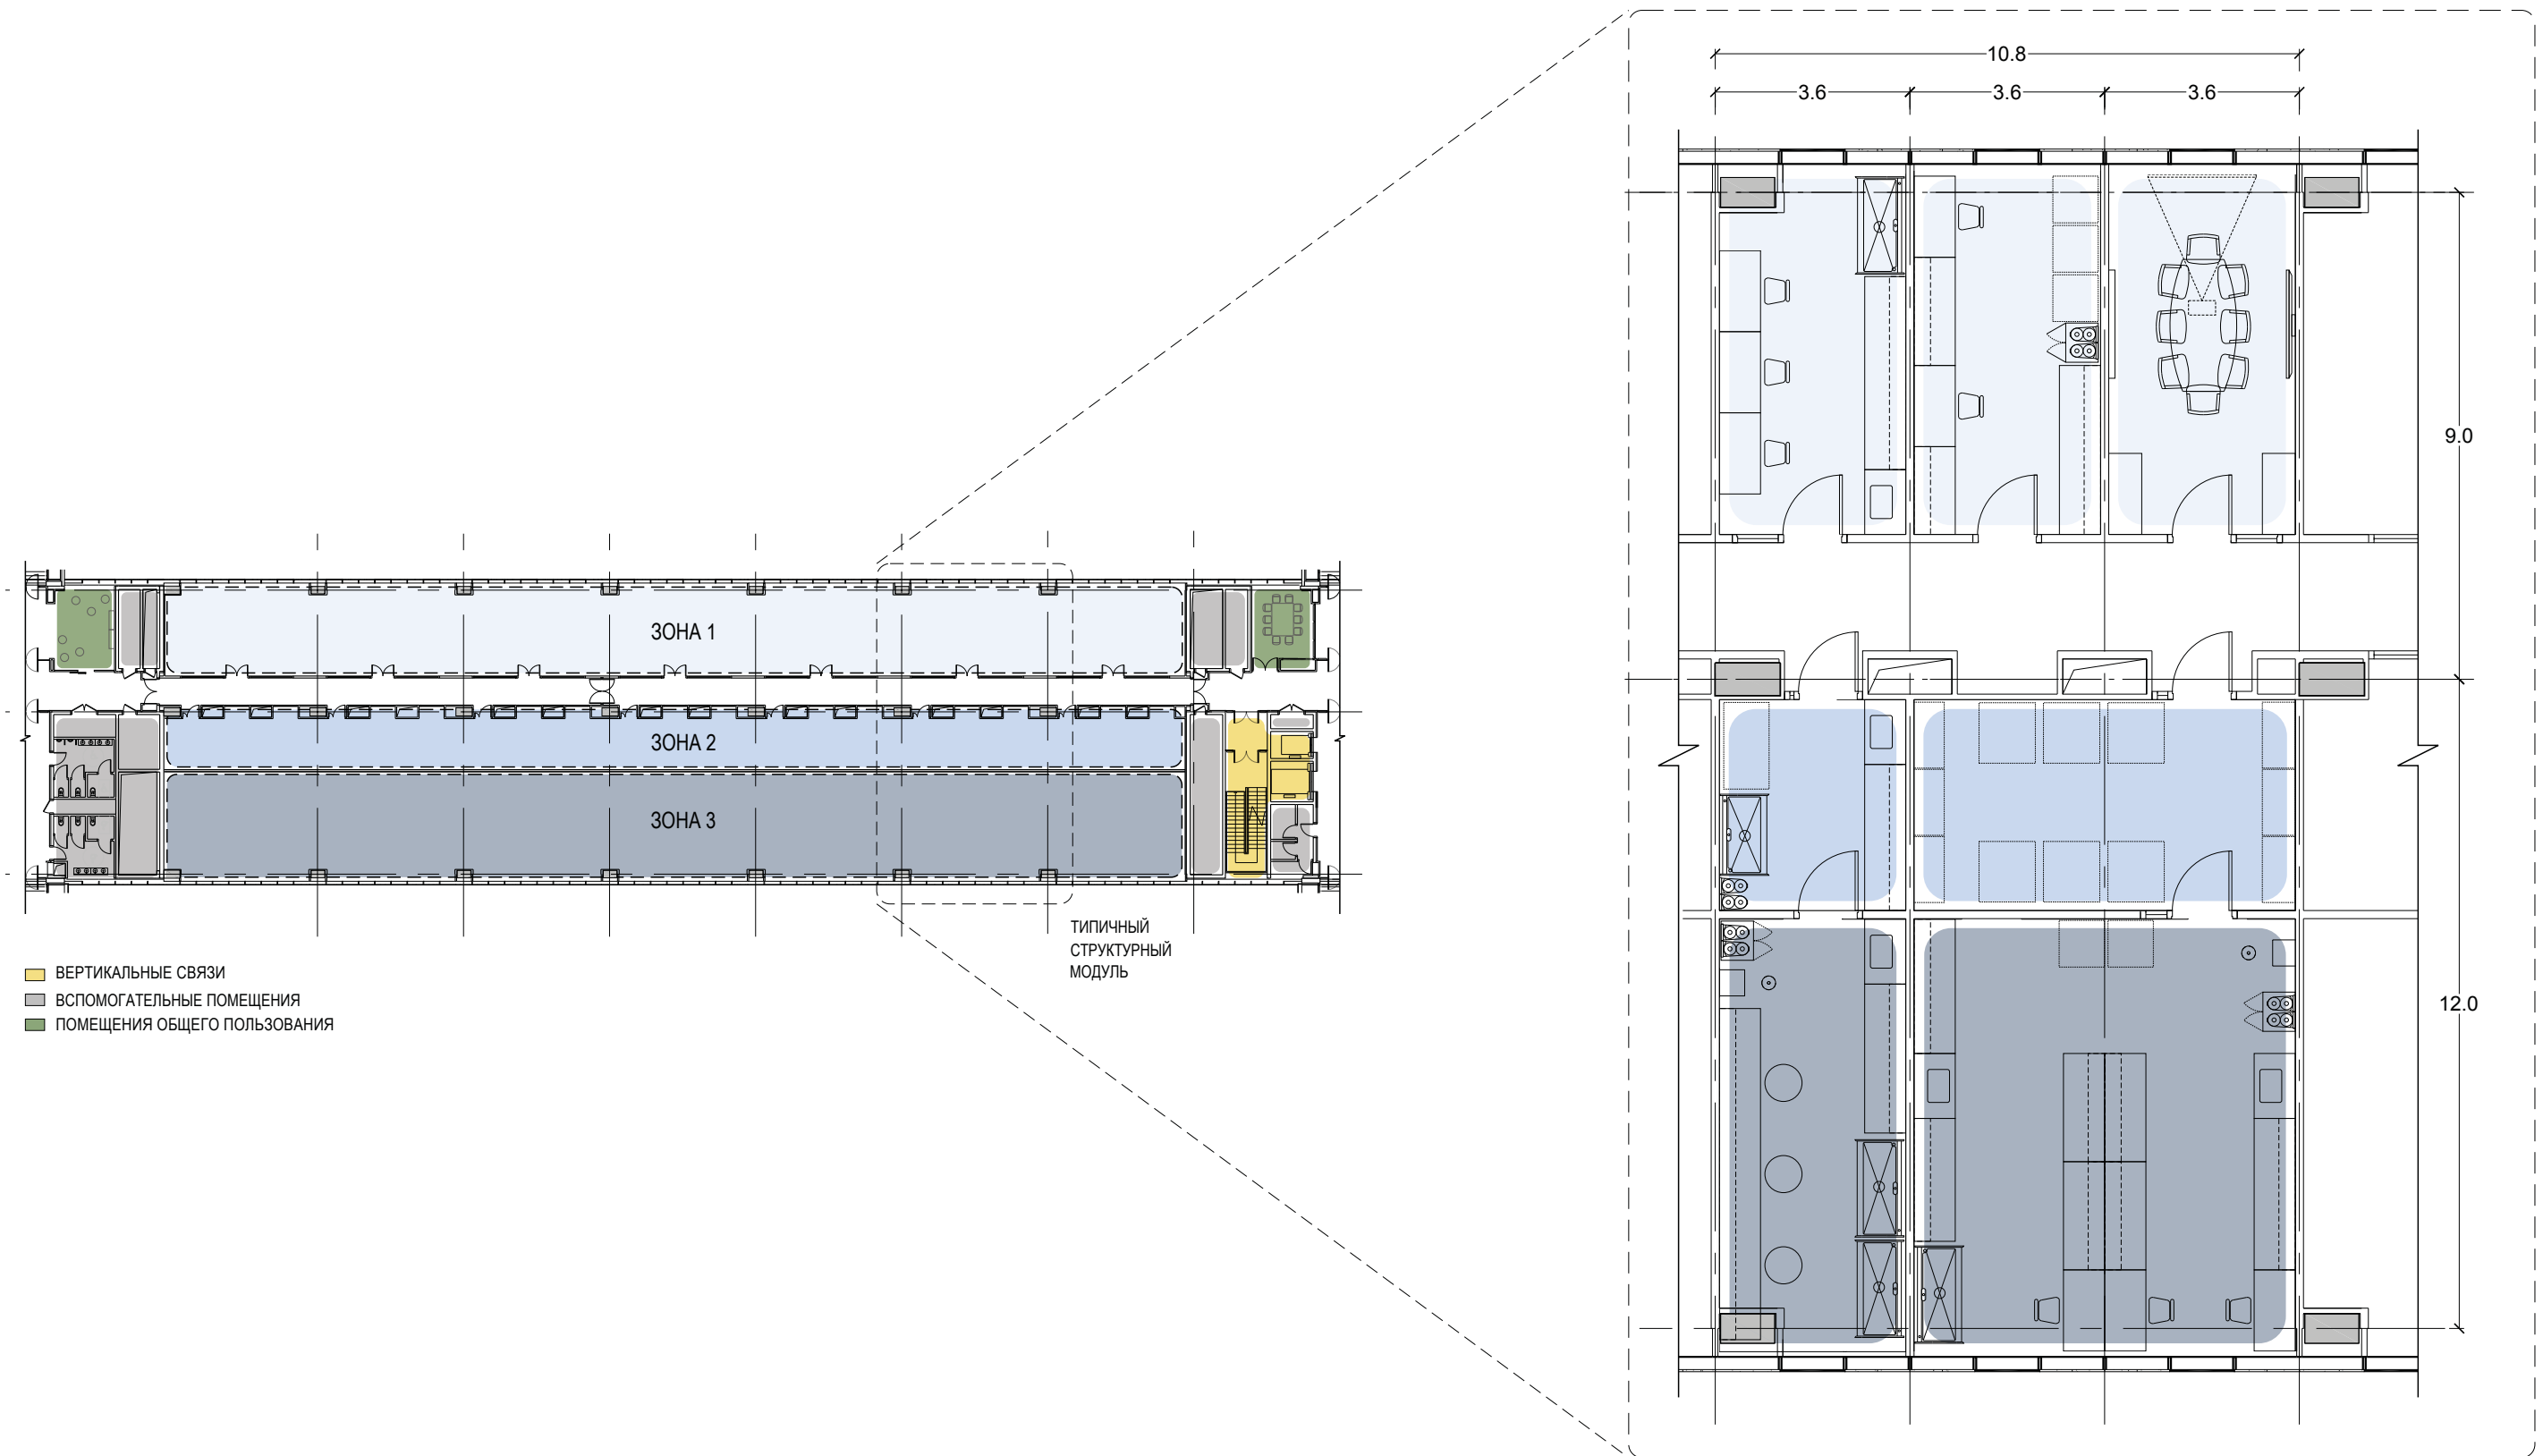 10.8
3.6
3.6
3.6
9.0
12.0
ЗОНА 1
ЗОНА 2
ЗОНА 3
ТИПИЧНЫЙ
СТРУКТУРНЫЙ
МОДУЛЬ
ВЕРТИКАЛЬНЫЕ СВЯЗИ
ВСПОМОГАТЕЛЬНЫЕ ПОМЕЩЕНИЯ
ПОМЕЩЕНИЯ ОБЩЕГО ПОЛЬЗОВАНИЯ